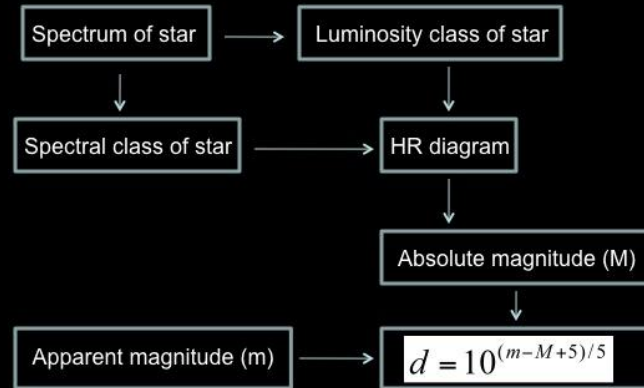 Spectrum of star
Luminosity class of star
Spectral class of star
HR diagram
Absolute magnitude (M)
Apparent magnitude (m)
d = 10^{(m-M+5)/5}